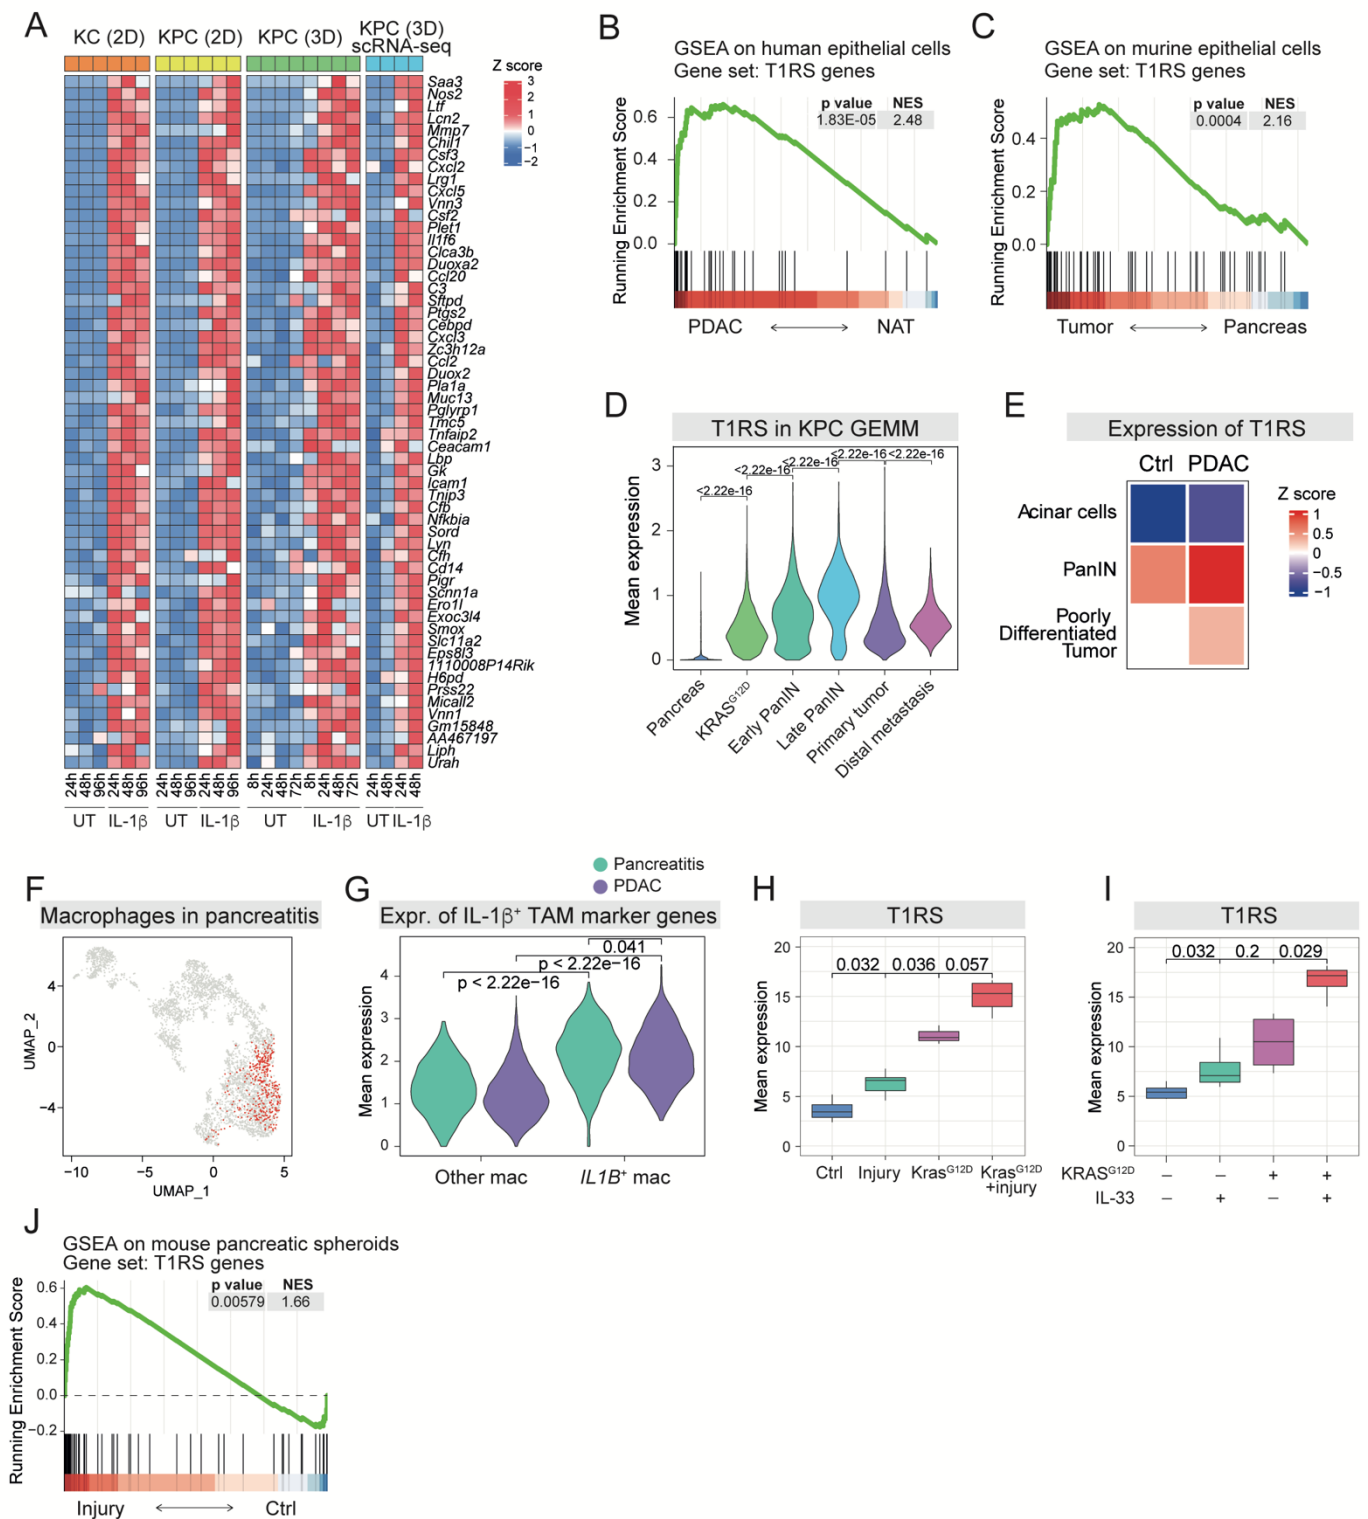 A
KC (2D)
KPC (2D)
KPC (3D)
KPC (3D)
scRNA-seq
Z score
3
2
1
0
−1
−2
Saa3
Nos2
Ltf
Lcn2
Mmp7
Chil1
Csf3
Cxcl2
Lrg1
Cxcl5
Vnn3
Csf2
Plet1
Il1f6
Clca3b
Duoxa2
Ccl20
C3
Sftpd
Ptgs2
Cebpd
Cxcl3
Zc3h12a
Ccl2
Duox2
Pla1a
Muc13
Pglyrp1
Tmc5
Tnfaip2
Ceacam1
Lbp
Gk
Icam1
Tnip3
Cfb
Nfkbia
Sord
Lyn
Cfh
Cd14
Pigr
Scnn1a
Ero1l
Exoc3l4
Smox
Slc11a2
Eps8l3
1110008P14Rik
H6pd
Prss22
Micall2
Vnn1
Gm15848
AA467197
Liph
Urah
24h 48h 96h 24h 48h 96h 24h 48h 96h 24h 48h 96h 8h 24h 48h 72h 8h 24h 48h 72h 24h 48h 24h 48h
UT IL-1β UT IL-1β UT IL-1β UT IL-1β
B
GSEA on human epithelial cells
Gene set: T1RS genes
p value NES
1.83E-05 2.48
Running Enrichment Score
0.6
0.4
0.2
0.0
PDAC NAT
C
GSEA on murine epithelial cells
Gene set: T1RS genes
p value NES
0.0004 2.16
Running Enrichment Score
0.4
0.2
0.0
Tumor Pancreas
D
T1RS in KPC GEMM
<2.22e-16
<2.22e-16
<2.22e-16
<2.22e-16
<2.22e-16
Mean expression
3
2
1
0
Pancreas
KRASG12D
Early PanIN
Late PanIN
Primary tumor
Distal metastasis
E
Expression of T1RS
Ctrl PDAC
Acinar cells
PanIN
Poorly
Differentiated
Tumor
Z score
1
0.5
0
−0.5
−1
F
Macrophages in pancreatitis
UMAP_2
4
0
−4
−10 −5 0 5
UMAP_1
Pancreatitis
PDAC
G
Expr. of IL-1β+ TAM marker genes
0.041
p < 2.22e−16
p < 2.22e−16
Mean expression
4
3
2
1
0
Other mac IL1B+ mac
H
T1RS
0.032 0.036 0.057
Mean expression
20
15
10
5
0
Ctrl Injury KrasG12D KrasG12D
+injury
I
T1RS
0.032 0.2 0.029
Mean expression
20
15
10
5
0
KRASG12D − − + +
IL-33 − + − +
J
GSEA on mouse pancreatic spheroids
Gene set: T1RS genes
p value NES
0.00579 1.66
Running Enrichment Score
0.6
0.4
0.2
0.0
−0.2
Injury Ctrl